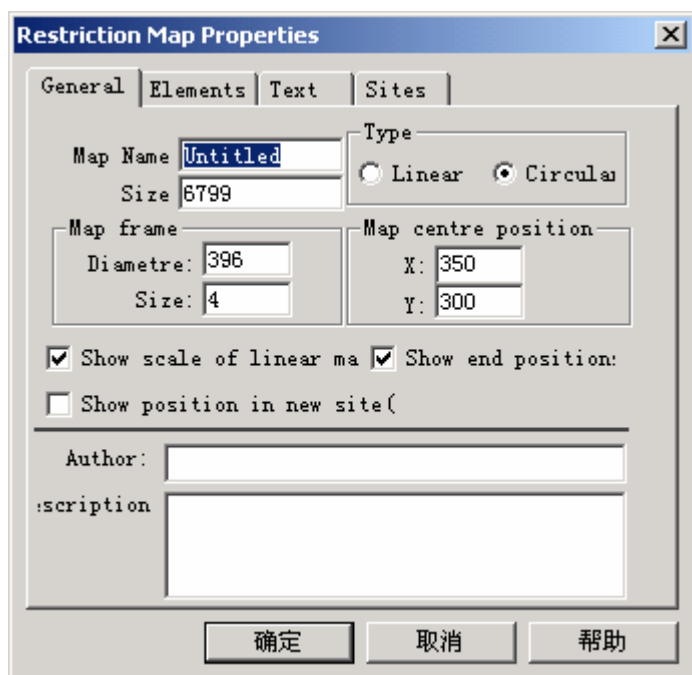 Restriction Map Properties
General Elements Text Sites
Type
Map Name Untitled
Linear Circular
Size 6799
Map frame Map centre position
Diametre: 396 X: 350
Size: 4 Y: 300
Show scale of linear ma Show end position:
Show position in new site(
Author:
:scription
确定 取消 帮助